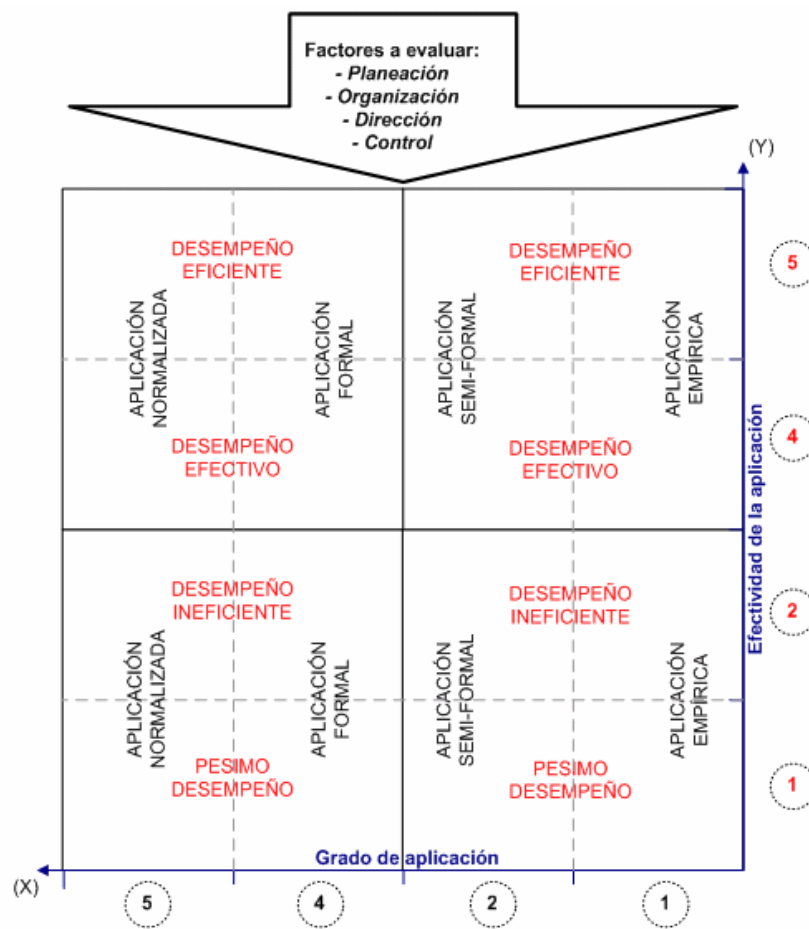 Factores a evaluar:
- Planeación
- Organización
- Dirección
- Control
(Y)
DESEMPEÑO
EFICIENTE
DESEMPEÑO
EFICIENTE
5
APLICACIÓN
NORMALIZADA
APLICACIÓN
FORMAL
APLICACIÓN
SEMI-FORMAL
APLICACIÓN
EMPÍRICA
DESEMPEÑO
EFECTIVO
DESEMPEÑO
EFECTIVO
4
Efectividad de la aplicación
DESEMPEÑO
INEFICIENTE
DESEMPEÑO
INEFICIENTE
2
APLICACIÓN
NORMALIZADA
APLICACIÓN
FORMAL
APLICACIÓN
SEMI-FORMAL
APLICACIÓN
EMPÍRICA
PESIMO
DESEMPEÑO
PESIMO
DESEMPEÑO
1
Grado de aplicación
(X)
5
4
2
1